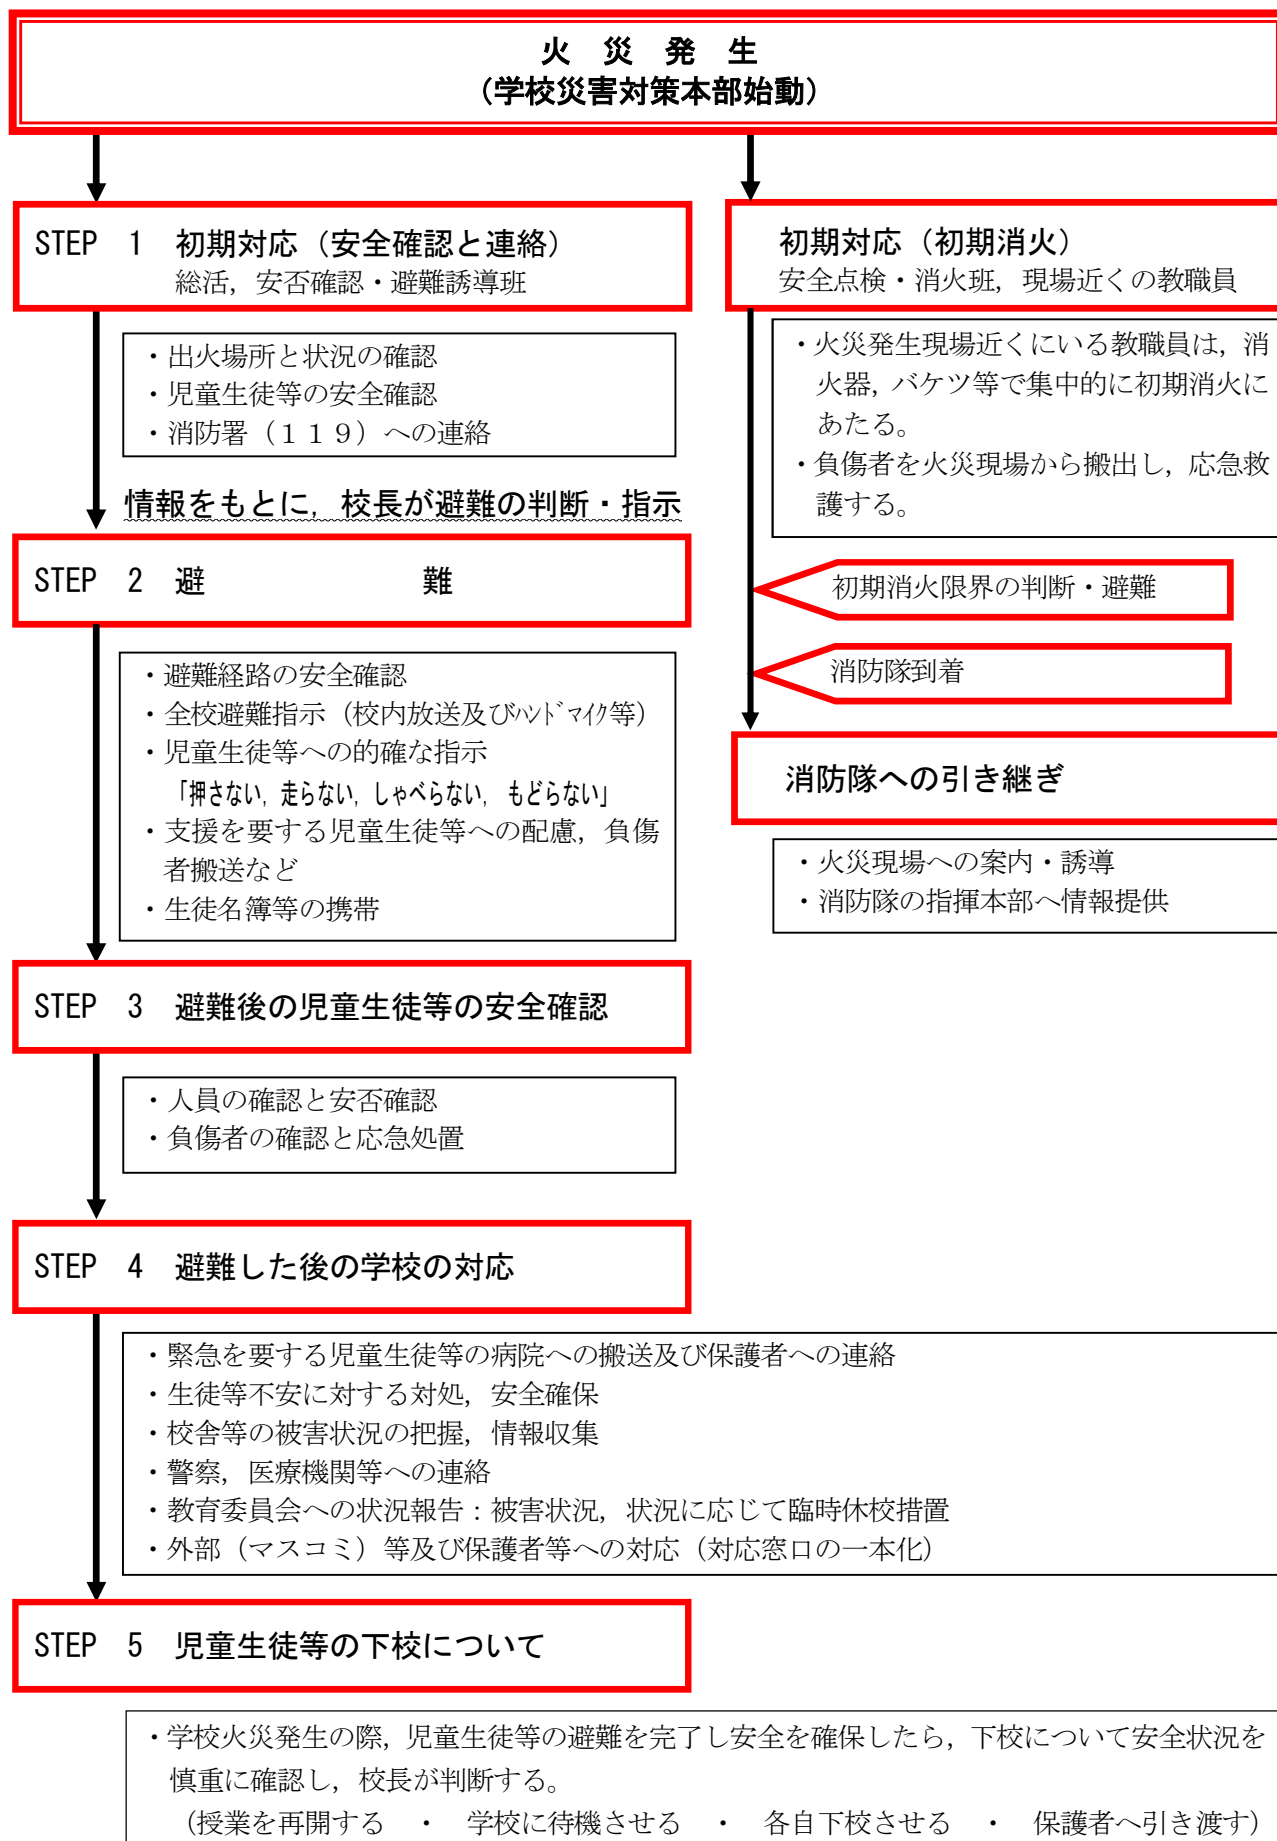 火　災　発　生
（学校災害対策本部始動）
STEP　1　初期対応（安全確認と連絡）
総活，安否確認・避難誘導班
・出火場所と状況の確認
・児童生徒等の安全確認
・消防署（１１９）への連絡
情報をもとに，校長が避難の判断・指示
STEP　2　避　　　　　　　難
・避難経路の安全確認
・全校避難指示（校内放送及びﾊﾝﾄﾞﾏｲｸ等）
・児童生徒等への的確な指示
「押さない，走らない，しゃべらない，もどらない」
・支援を要する児童生徒等への配慮，負傷
者搬送など
・生徒名簿等の携帯
STEP　3　避難後の児童生徒等の安全確認
・人員の確認と安否確認
・負傷者の確認と応急処置
STEP　4　避難した後の学校の対応
・緊急を要する児童生徒等の病院への搬送及び保護者への連絡
・生徒等不安に対する対処，安全確保
・校舎等の被害状況の把握，情報収集
・警察，医療機関等への連絡
・教育委員会への状況報告：被害状況，状況に応じて臨時休校措置
・外部（マスコミ）等及び保護者等への対応（対応窓口の一本化）
STEP　5　児童生徒等の下校について
・学校火災発生の際，児童生徒等の避難を完了し安全を確保したら，下校について安全状況を
慎重に確認し，校長が判断する。
（授業を再開する　・　学校に待機させる　・　各自下校させる　・　保護者へ引き渡す）
初期対応（初期消火）
安全点検・消火班，現場近くの教職員
・火災発生現場近くにいる教職員は，消
火器，バケツ等で集中的に初期消火に
あたる。
・負傷者を火災現場から搬出し，応急救
護する。
初期消火限界の判断・避難
消防隊到着
消防隊への引き継ぎ
・火災現場への案内・誘導
・消防隊の指揮本部へ情報提供